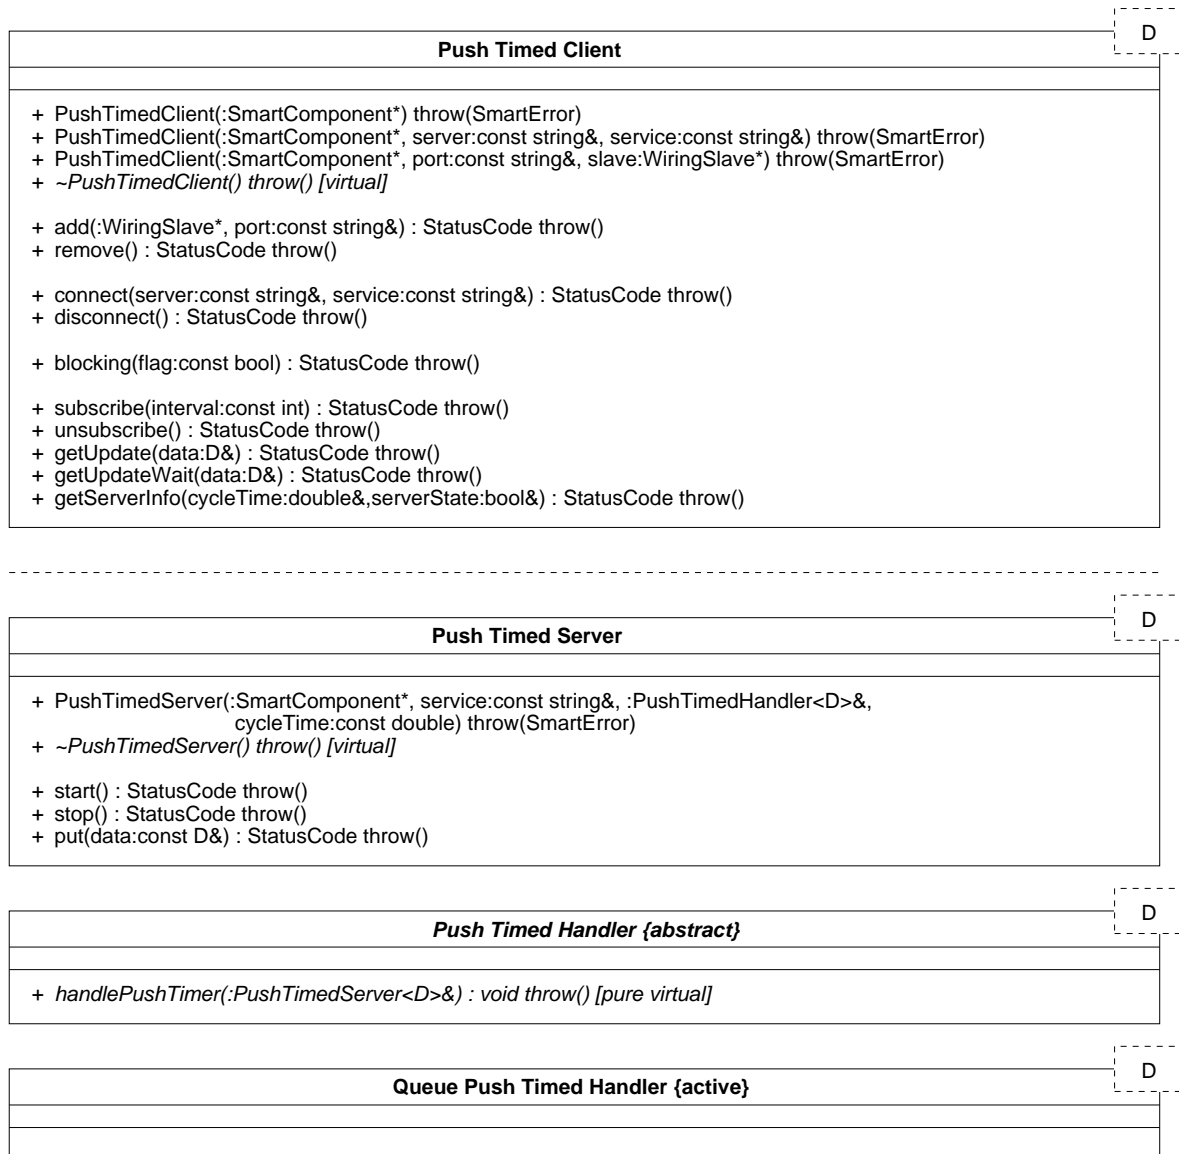 D
Push Timed Client
+ PushTimedClient(:SmartComponent*) throw(SmartError)
+ PushTimedClient(:SmartComponent*, server:const string&, service:const string&) throw(SmartError)
+ PushTimedClient(:SmartComponent*, port:const string&, slave:WiringSlave*) throw(SmartError)
+ ~PushTimedClient() throw() [virtual]
+ add(:WiringSlave*, port:const string&) : StatusCode throw()
+ remove() : StatusCode throw()
+ connect(server:const string&, service:const string&) : StatusCode throw()
+ disconnect() : StatusCode throw()
+ blocking(flag:const bool) : StatusCode throw()
+ subscribe(interval:const int) : StatusCode throw()
+ unsubscribe() : StatusCode throw()
+ getUpdate(data:D&) : StatusCode throw()
+ getUpdateWait(data:D&) : StatusCode throw()
+ getServerInfo(cycleTime:double&,serverState:bool&) : StatusCode throw()
D
Push Timed Server
+ PushTimedServer(:SmartComponent*, service:const string&, :PushTimedHandler<D>&,
cycleTime:const double) throw(SmartError)
+ ~PushTimedServer() throw() [virtual]
+ start() : StatusCode throw()
+ stop() : StatusCode throw()
+ put(data:const D&) : StatusCode throw()
D
Push Timed Handler {abstract}
+ handlePushTimer(:PushTimedServer<D>&) : void throw() [pure virtual]
D
Queue Push Timed Handler {active}